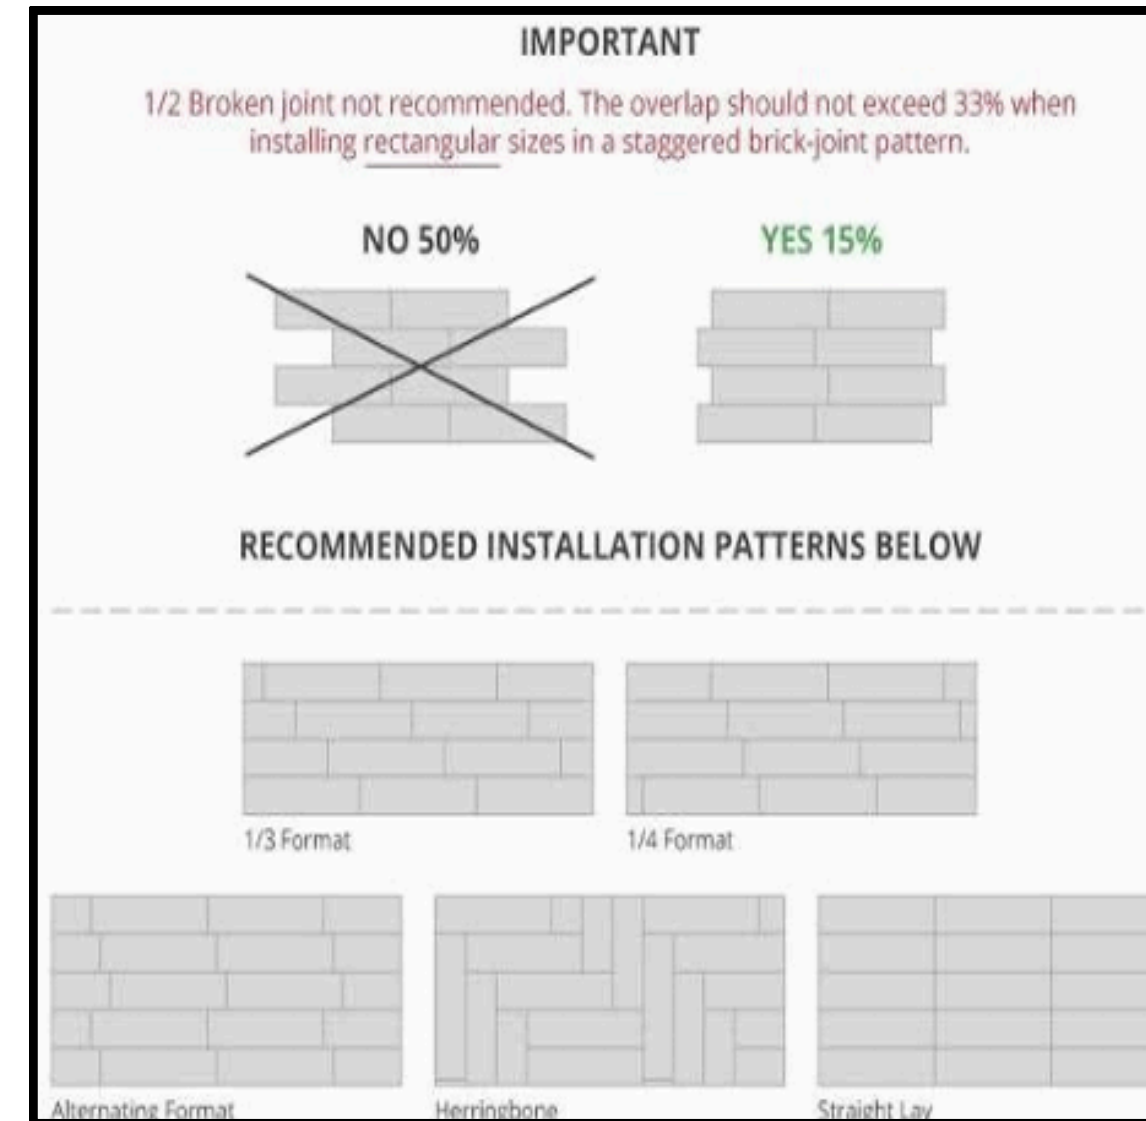 IMPORTANT
1/2 Broken joint not recommended. The overlap should not exceed 33% when
installing rectangular sizes in a staggered brick-joint pattern.
NO 50%
YES 15%
RECOMMENDED INSTALLATION PATTERNS BELOW
1/3 Format
1/4 Format
Alternating Format
Herringbone
Straight Lay